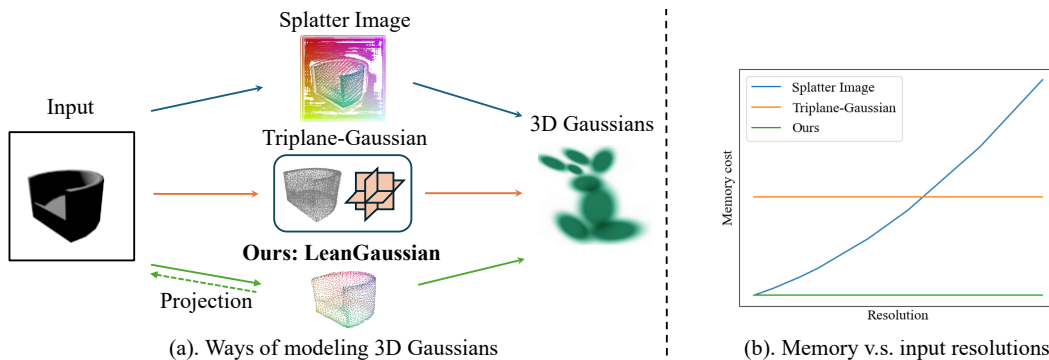 Splatter Image
Input
Triplane-Gaussian
3D Gaussians
Ours: LeanGaussian
Projection
(a). Ways of modeling 3D Gaussians
Splatter Image
Triplane-Gaussian
Ours
Memory cost
Resolution
(b). Memory v.s. input resolutions